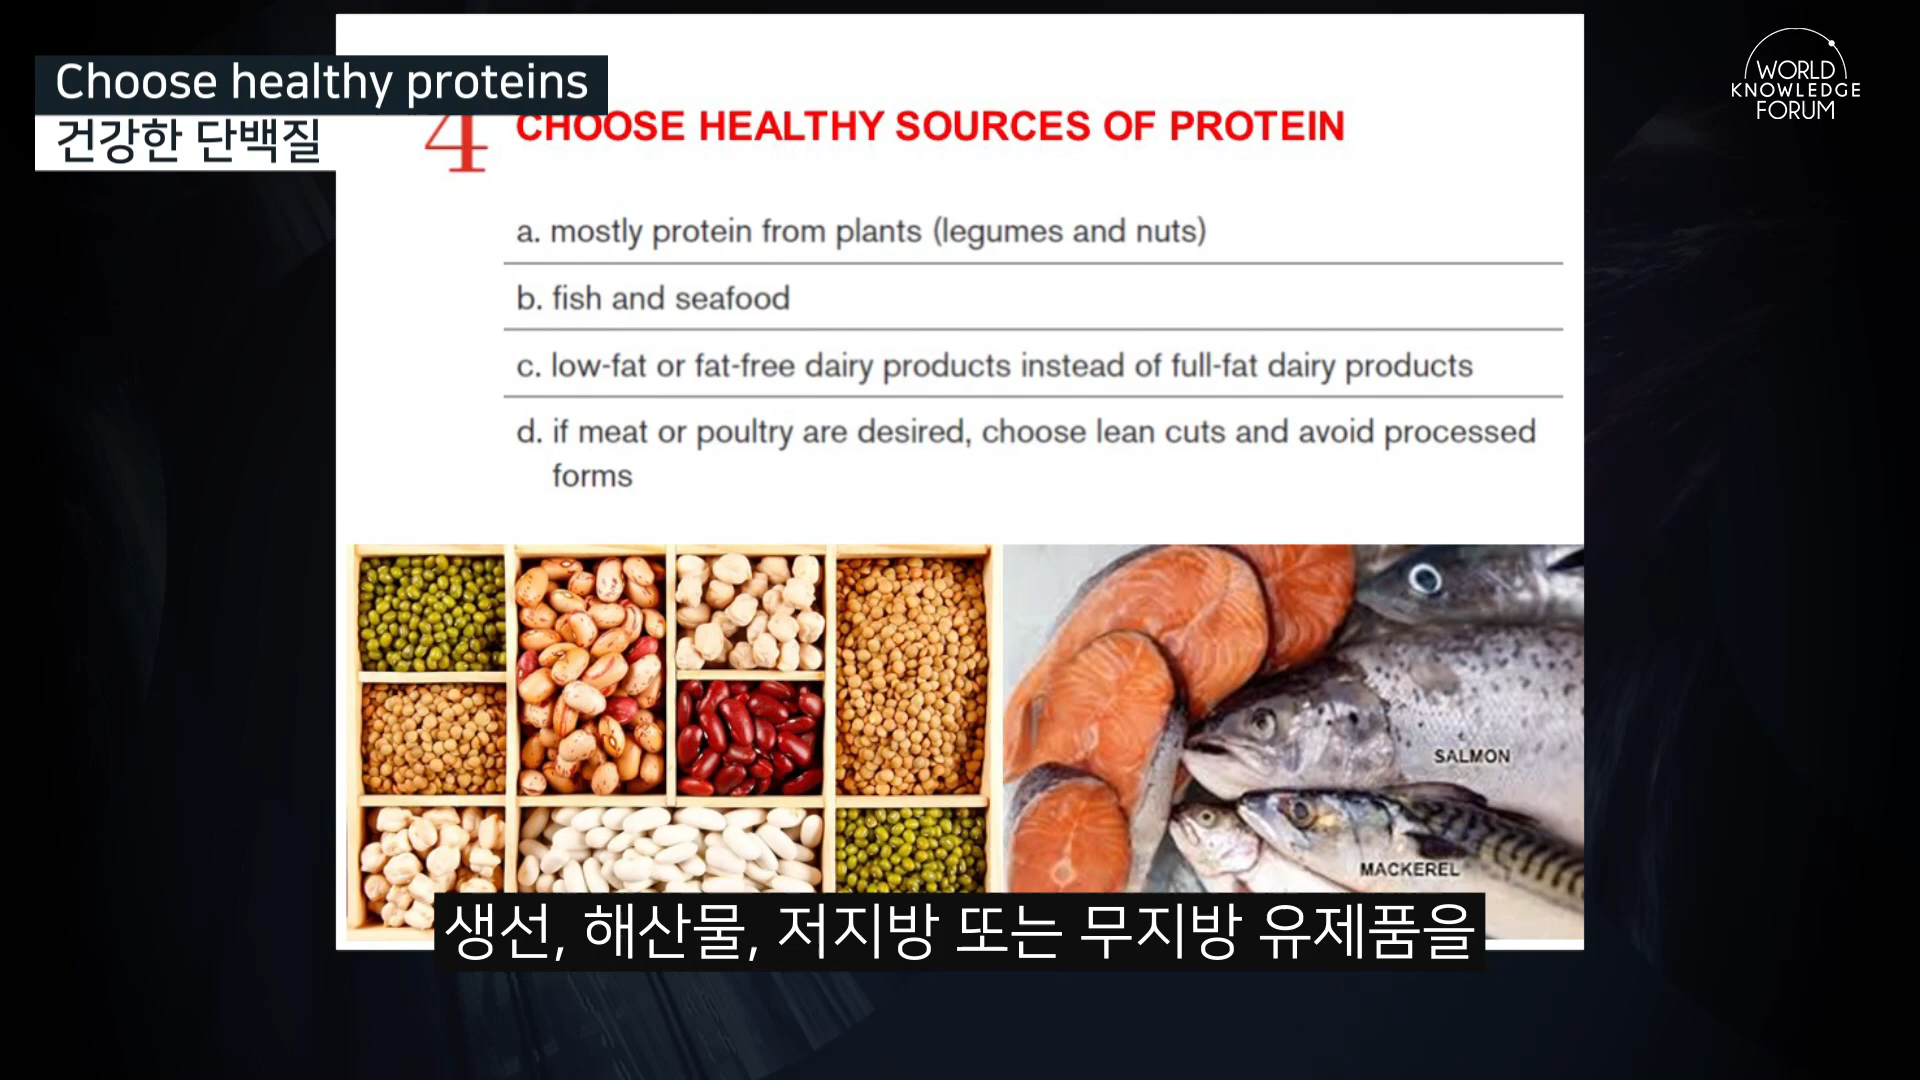 Choose healthy proteins
건강한 단백질
WORLD
KNOWLEDGE
FORUM
4 CHOOSE HEALTHY SOURCES OF PROTEIN
a. mostly protein from plants (legumes and nuts)
b. fish and seafood
c. low-fat or fat-free dairy products instead of full-fat dairy products
d. if meat or poultry are desired, choose lean cuts and avoid processed
forms
SALMON
MACKEREL
생선, 해산물, 저지방 또는 무지방 유제품을